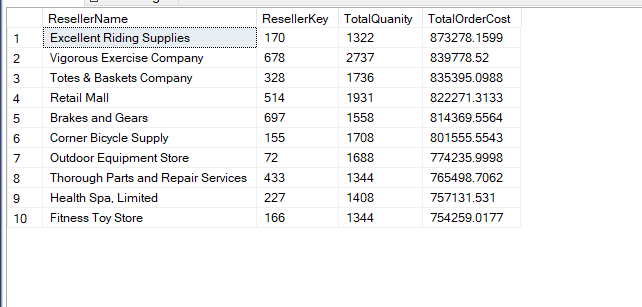 ResellerName ResellerKey TotalQuanity TotalOrderCost
1 Excellent Riding Supplies 170 1322 873278.1599
2 Vigorous Exercise Company 678 2737 839778.52
3 Totes & Baskets Company 328 1736 835395.0988
4 Retail Mall 514 1931 822271.3133
5 Brakes and Gears 697 1558 814369.5564
6 Corner Bicycle Supply 155 1708 801555.5543
7 Outdoor Equipment Store 72 1688 774235.9998
8 Thorough Parts and Repair Services 433 1344 765498.7062
9 Health Spa, Limited 227 1408 757131.531
10 Fitness Toy Store 166 1344 754259.0177